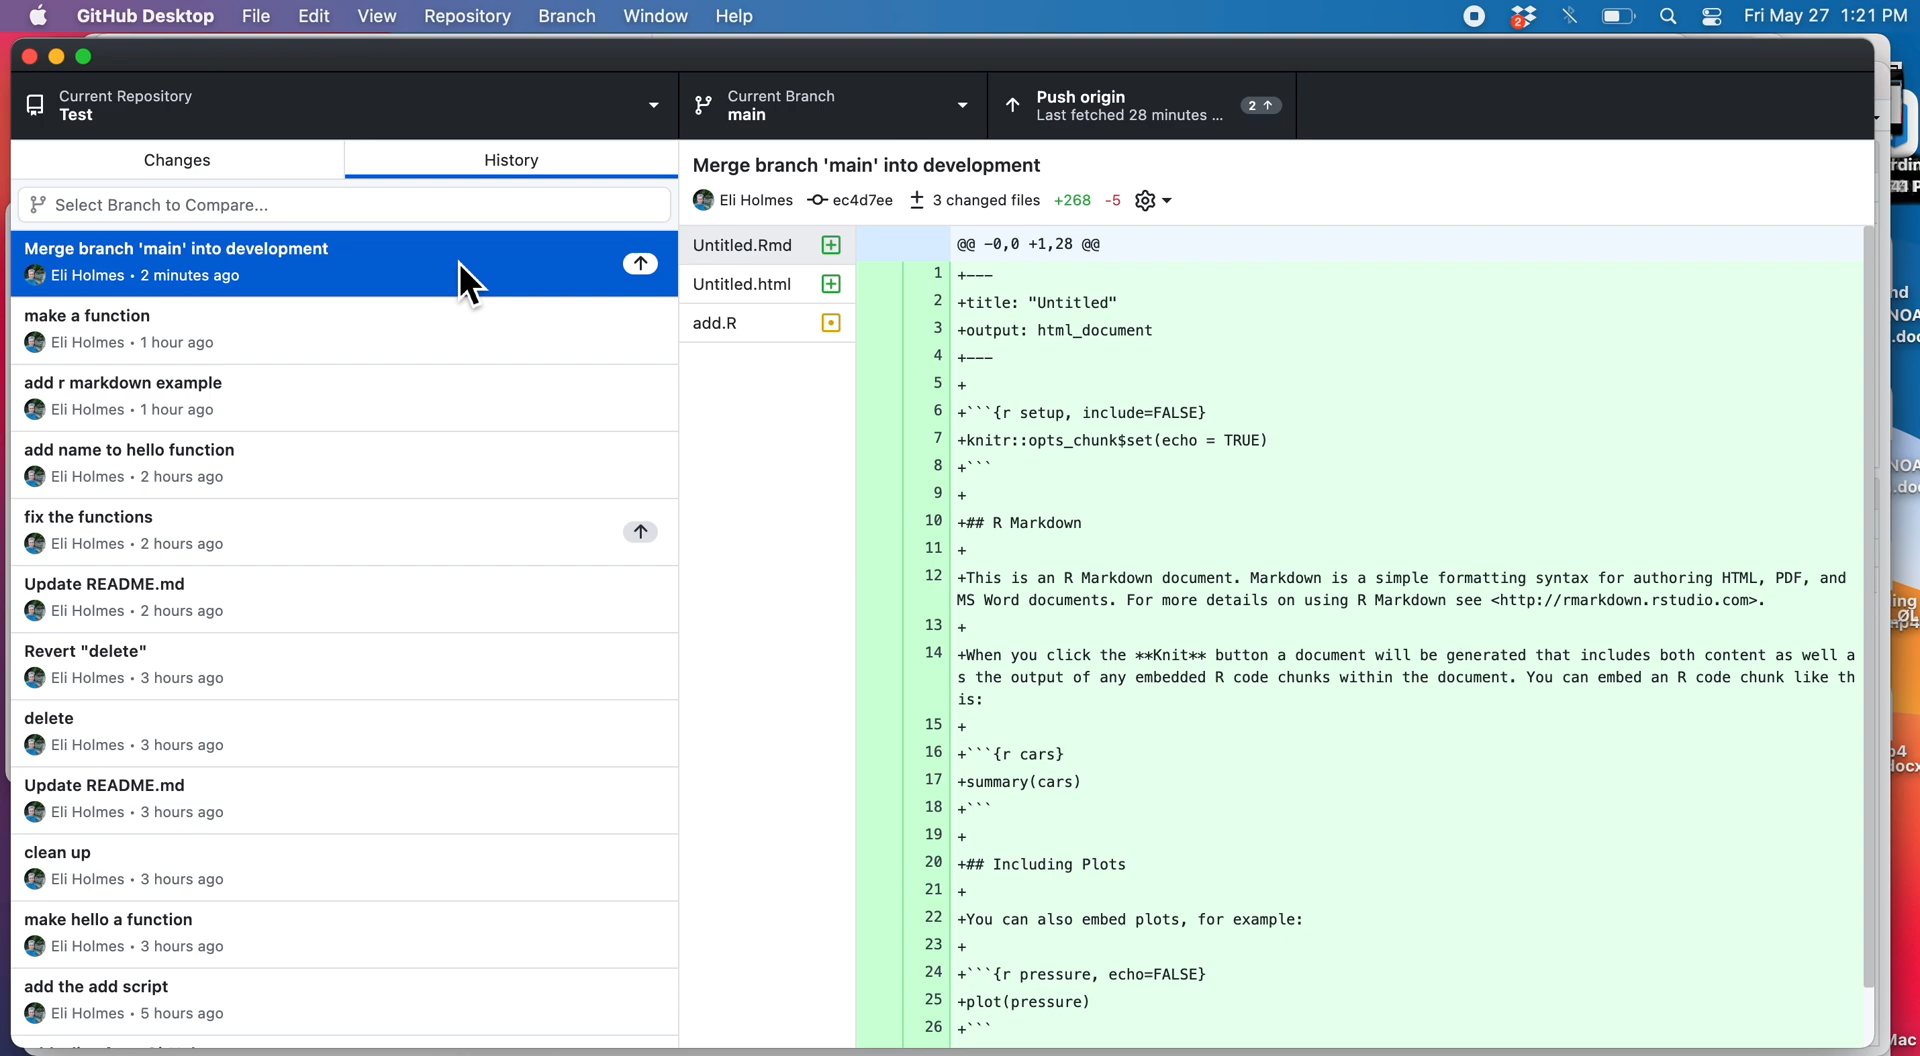 GitHub Desktop File Edit View Repository Branch Window Help 2 Fri May 27 1:21 PM
Current Repository
Test
Current Branch
main
Push origin
Last fetched 28 minutes ...
2
Changes History
Select Branch to Compare...
Merge branch 'main' into development
Eli Holmes • 2 minutes ago
make a function
Eli Holmes • 1 hour ago
add r markdown example
Eli Holmes • 1 hour ago
add name to hello function
Eli Holmes • 2 hours ago
fix the functions
Eli Holmes • 2 hours ago
Update README.md
Eli Holmes • 2 hours ago
Revert "delete"
Eli Holmes • 3 hours ago
delete
Eli Holmes • 3 hours ago
Update README.md
Eli Holmes • 3 hours ago
clean up
Eli Holmes • 3 hours ago
make hello a function
Eli Holmes • 3 hours ago
add the add script
Eli Holmes • 5 hours ago
Merge branch 'main' into development
Eli Holmes ec4d7ee 3 changed files +268 -5
Untitled.Rmd
Untitled.html
add.R
@@ -0,0 +1,28 @@
1 +---
2 +title: "Untitled"
3 +output: html_document
4 +---
5 +
6 +```{r setup, include=FALSE}
7 +knitr::opts_chunk$set(echo = TRUE)
8 +```
9 +
10 +## R Markdown
11 +
12 +This is an R Markdown document. Markdown is a simple formatting syntax for authoring HTML, PDF, and
MS Word documents. For more details on using R Markdown see <http://rmarkdown.rstudio.com>.
13 +
14 +When you click the **Knit** button a document will be generated that includes both content as well a
s the output of any embedded R code chunks within the document. You can embed an R code chunk like th
is:
15 +
16 +```{r cars}
17 +summary(cars)
18 +```
19 +
20 +## Including Plots
21 +
22 +You can also embed plots, for example:
23 +
24 +```{r pressure, echo=FALSE}
25 +plot(pressure)
26 +```